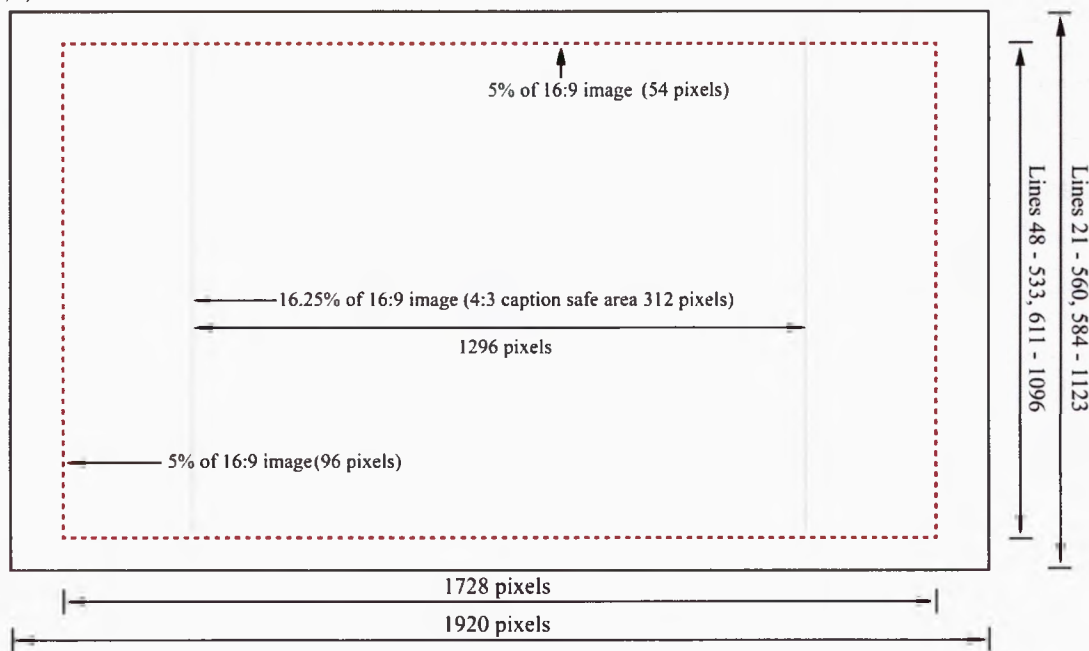 5% of 16:9 image (54 pixels)
16.25% of 16:9 image (4:3 caption safe area 312 pixels)
1296 pixels
5% of 16:9 image(96 pixels)
1728 pixels
1920 pixels
Lines 48 - 533, 611 - 1096
Lines 21 - 560, 584 - 1123